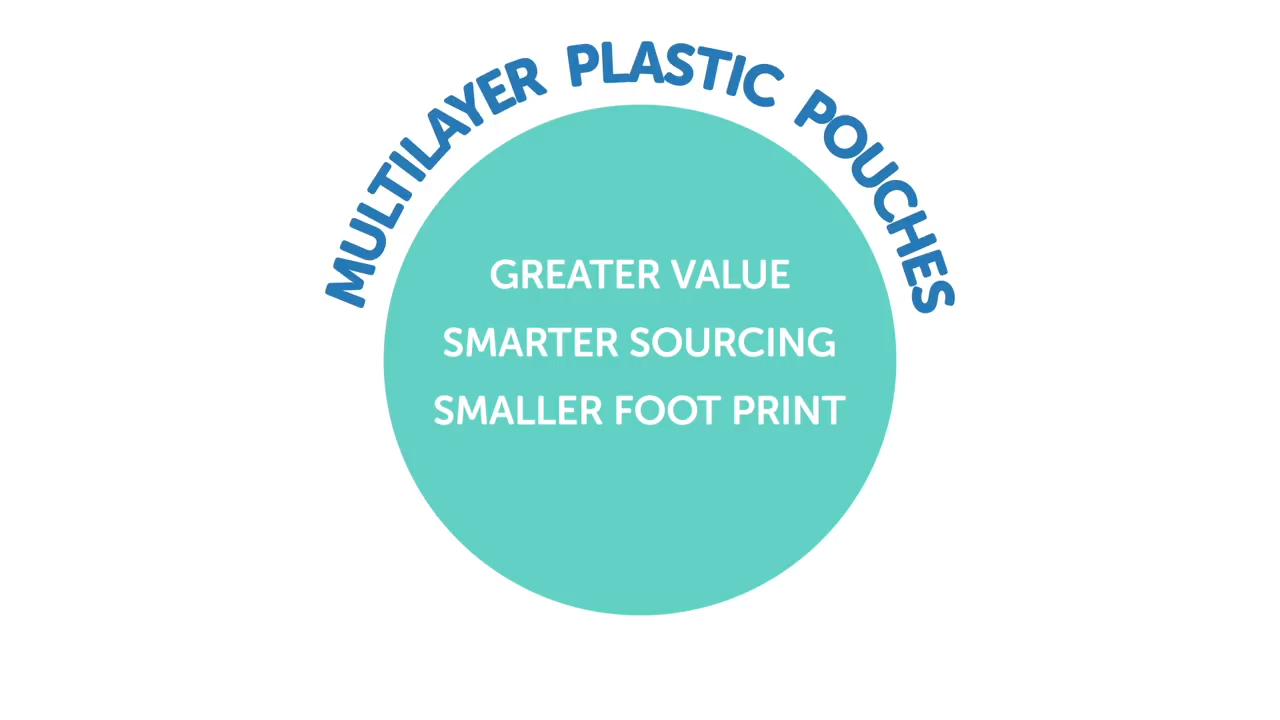 MULTILAYER PLASTIC POUCHES
GREATER VALUE
SMARTER SOURCING
SMALLER FOOT PRINT